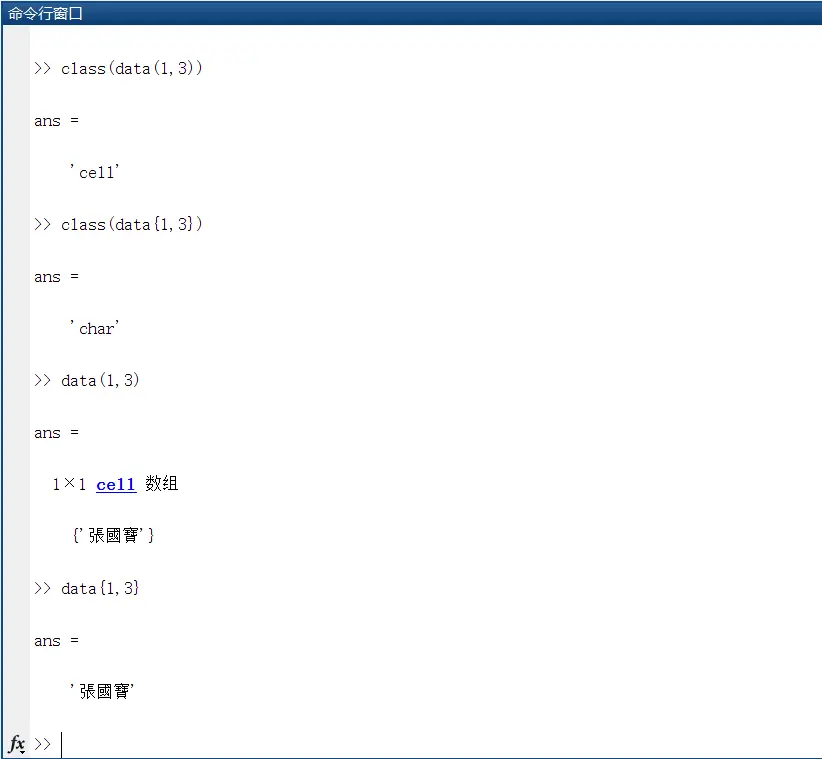 命令行窗口
>> class(data(1,3))
ans =
'cell'
>> class(data{1,3})
ans =
'char'
>> data(1,3)
ans =
1×1 cell 数组
{'張國寶'}
>> data{1,3}
ans =
'張國寶'
fx >>